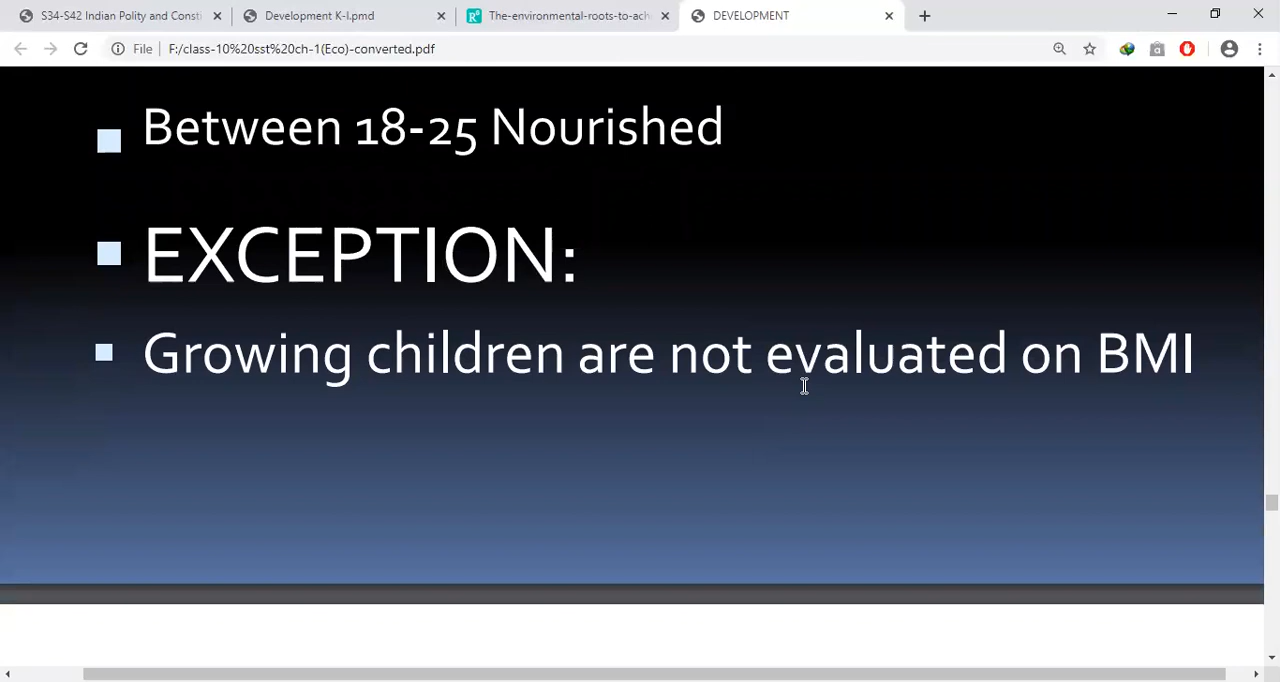 S34-S42 Indian Polity and Consti
Development K-I.pmd
The-environmental-roots-to-ach
DEVELOPMENT
File
F:/class-10%20sst%20ch-1(Eco)-converted.pdf
Between 18-25 Nourished
EXCEPTION:
Growing children are not evaluated on BMI